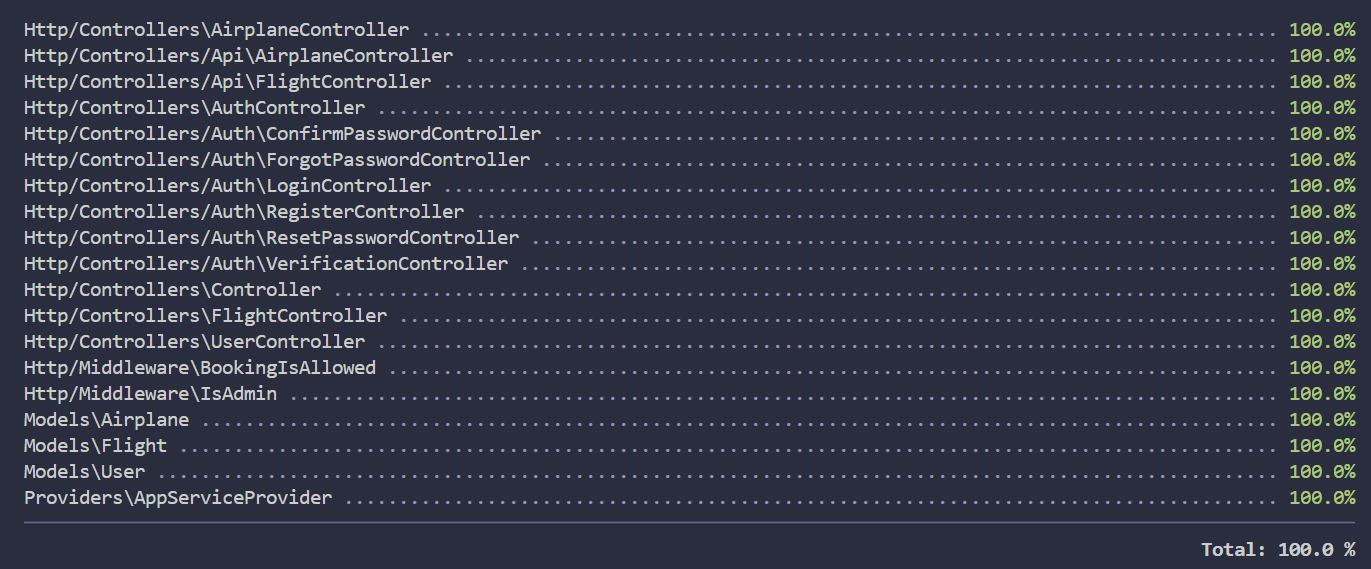 Http/Controllers\AirplaneController ............................................................................. 100.0%
Http/Controllers/Api\AirplaneController ......................................................................... 100.0%
Http/Controllers/Api\FlightController ........................................................................... 100.0%
Http/Controllers\AuthController ................................................................................. 100.0%
Http/Controllers/Auth\ConfirmPasswordController ................................................................. 100.0%
Http/Controllers/Auth\ForgotPasswordController .................................................................. 100.0%
Http/Controllers/Auth\LoginController ........................................................................... 100.0%
Http/Controllers/Auth\RegisterController ........................................................................ 100.0%
Http/Controllers/Auth\ResetPasswordController ................................................................... 100.0%
Http/Controllers/Auth\VerificationController .................................................................... 100.0%
Http/Controllers\Controller ..................................................................................... 100.0%
Http/Controllers\FlightController ............................................................................... 100.0%
Http/Controllers\UserController ................................................................................. 100.0%
Http/Middleware\BookingIsAllowed ................................................................................ 100.0%
Http/Middleware\IsAdmin ......................................................................................... 100.0%
Models\Airplane ................................................................................................. 100.0%
Models\Flight ................................................................................................... 100.0%
Models\User ..................................................................................................... 100.0%
Providers\AppServiceProvider .................................................................................... 100.0%
Total: 100.0 %